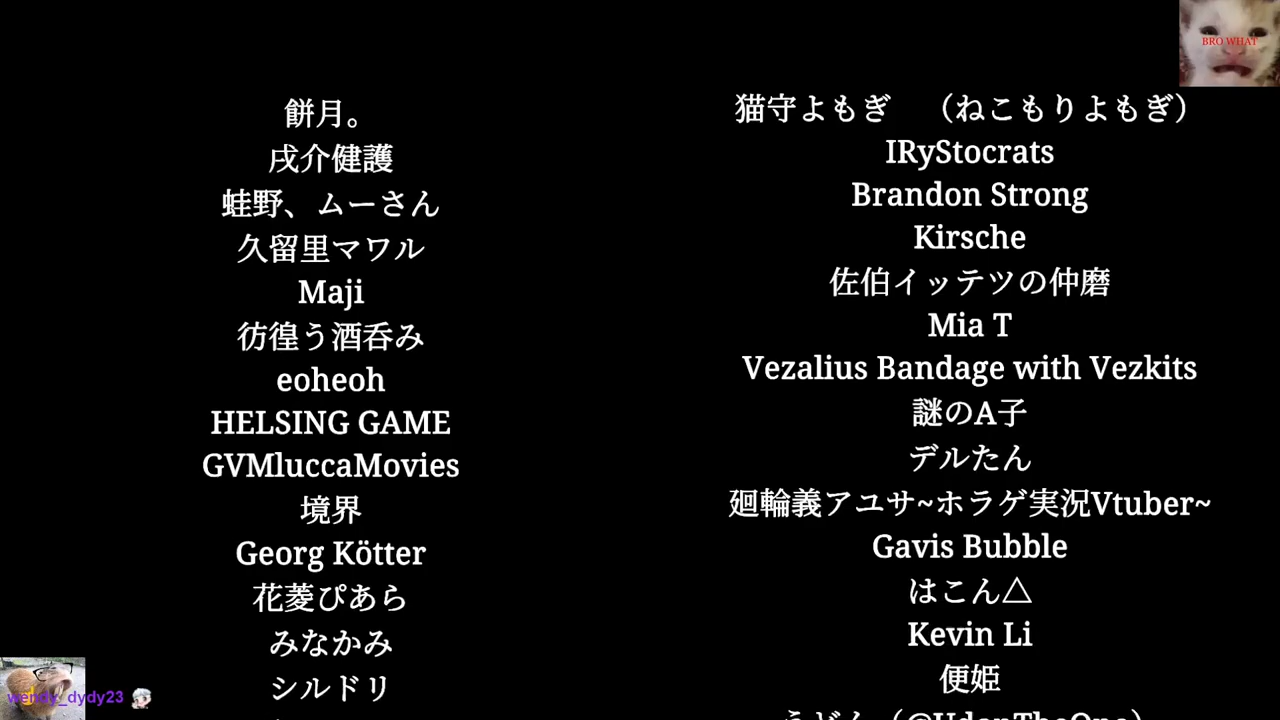 BRO WHAT
餅月。
戌介健護
蛙野、ムーさん
久留里マワル
Maji
彷徨う酒呑み
eoheoh
HELSING GAME
GVMluccaMovies
境界
Georg Kötter
花菱ぴあら
みなかみ
シルドリ
猫守よもぎ　（ねこもりよもぎ）
IRyStocrats
Brandon Strong
Kirsche
佐伯イッテツの仲磨
Mia T
Vezalius Bandage with Vezkits
謎のA子
デルたん
廻輪義アユサ~ホラゲ実況Vtuber~
Gavis Bubble
はこん△
Kevin Li
便姫
うどん（@UdonTheOne）
wendy_dydy23